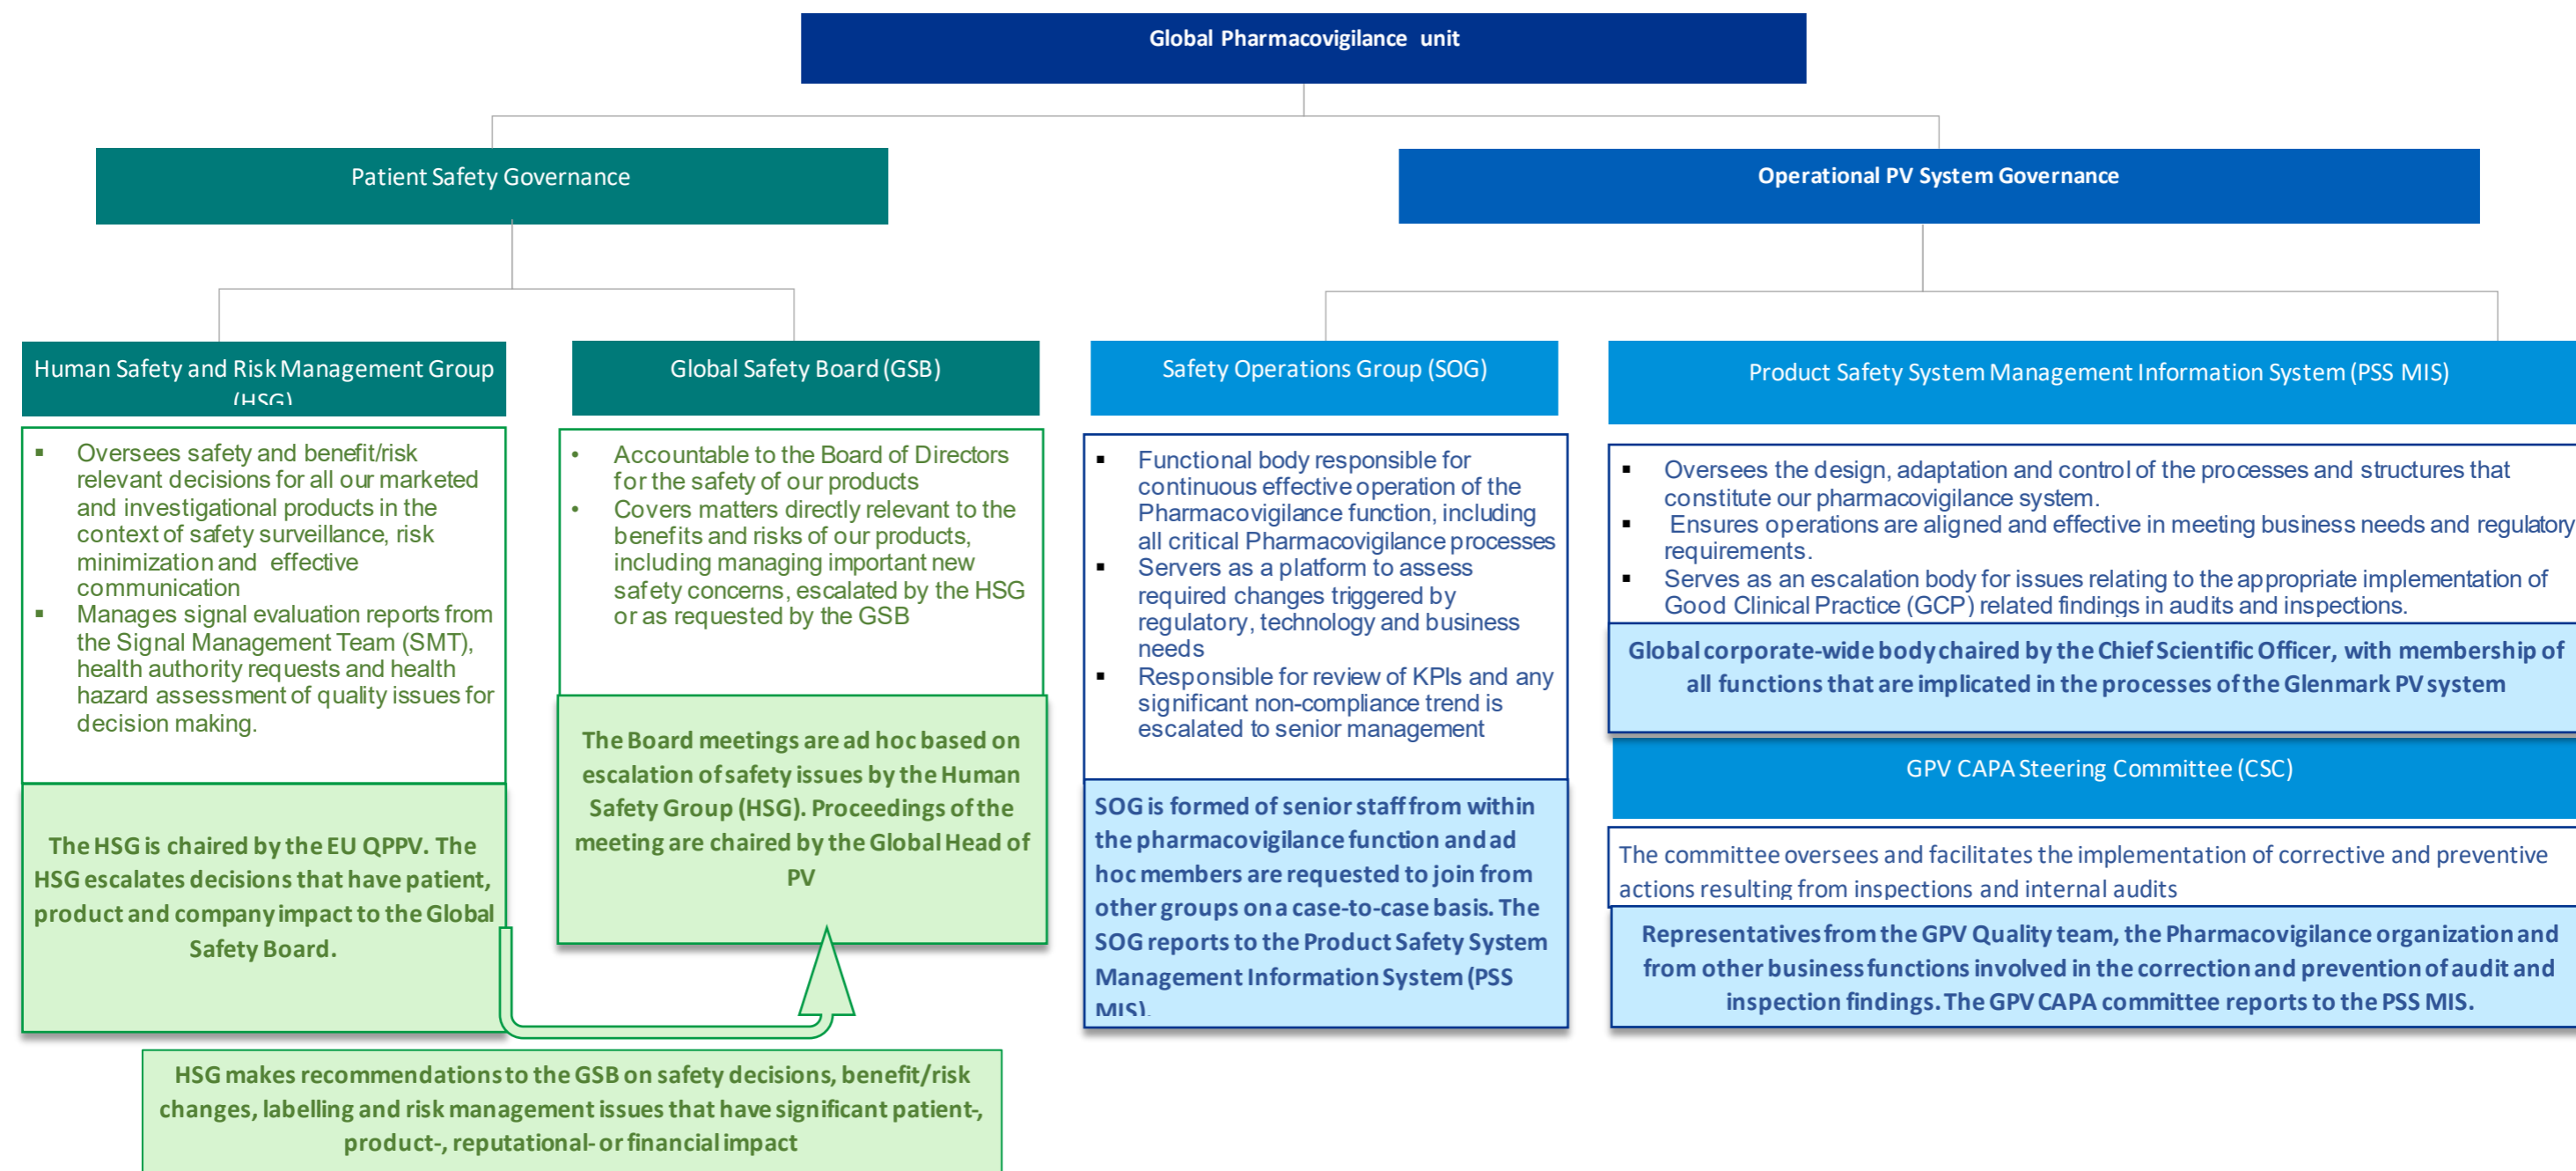 Global Pharmacovigilance unit
Patient Safety Governance
Operational PV System Governance
Human Safety and Risk Management Group
(HSG)
▪ Oversees safety and benefit/risk
relevant decisions for all our marketed
and investigational products in the
context of safety surveillance, risk
minimization and effective
communication
▪ Manages signal evaluation reports from
the Signal Management Team (SMT),
health authority requests and health
hazard assessment of quality issues for
decision making.
The HSG is chaired by the EU QPPV. The
HSG escalates decisions that have patient,
product and company impact to the Global
Safety Board.
Global Safety Board (GSB)
• Accountable to the Board of Directors
for the safety of our products
• Covers matters directly relevant to the
benefits and risks of our products,
including managing important new
safety concerns, escalated by the HSG
or as requested by the GSB
The Board meetings are ad hoc based on
escalation of safety issues by the Human
Safety Group (HSG). Proceedings of the
meeting are chaired by the Global Head of
PV
HSG makes recommendations to the GSB on safety decisions, benefit/risk
changes, labelling and risk management issues that have significant patient-,
product-, reputational- or financial impact
Safety Operations Group (SOG)
▪ Functional body responsible for
continuous effective operation of the
Pharmacovigilance function, including
all critical Pharmacovigilance processes
▪ Servers as a platform to assess
required changes triggered by
regulatory, technology and business
needs
▪ Responsible for review of KPIs and any
significant non-compliance trend is
escalated to senior management
SOG is formed of senior staff from within
the pharmacovigilance function and ad
hoc members are requested to join from
other groups on a case-to-case basis. The
SOG reports to the Product Safety System
Management Information System (PSS
MIS).
Product Safety System Management Information System (PSS MIS)
▪ Oversees the design, adaptation and control of the processes and structures that
constitute our pharmacovigilance system.
▪ Ensures operations are aligned and effective in meeting business needs and regulatory
requirements.
▪ Serves as an escalation body for issues relating to the appropriate implementation of
Good Clinical Practice (GCP) related findings in audits and inspections.
Global corporate-wide body chaired by the Chief Scientific Officer, with membership of
all functions that are implicated in the processes of the Glenmark PV system
GPV CAPA Steering Committee (CSC)
The committee oversees and facilitates the implementation of corrective and preventive
actions resulting from inspections and internal audits
Representatives from the GPV Quality team, the Pharmacovigilance organization and
from other business functions involved in the correction and prevention of audit and
inspection findings. The GPV CAPA committee reports to the PSS MIS.